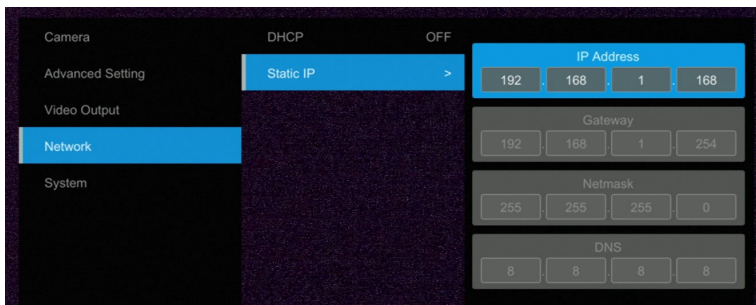 Camera
Advanced Setting
Video Output
Network
System
DHCP OFF
Static IP >
IP Address
192 . 168 . 1 . 168
Gateway
192 . 168 . 1 . 254
Netmask
255 . 255 . 255 . 0
DNS
8 . 8 . 8 . 8